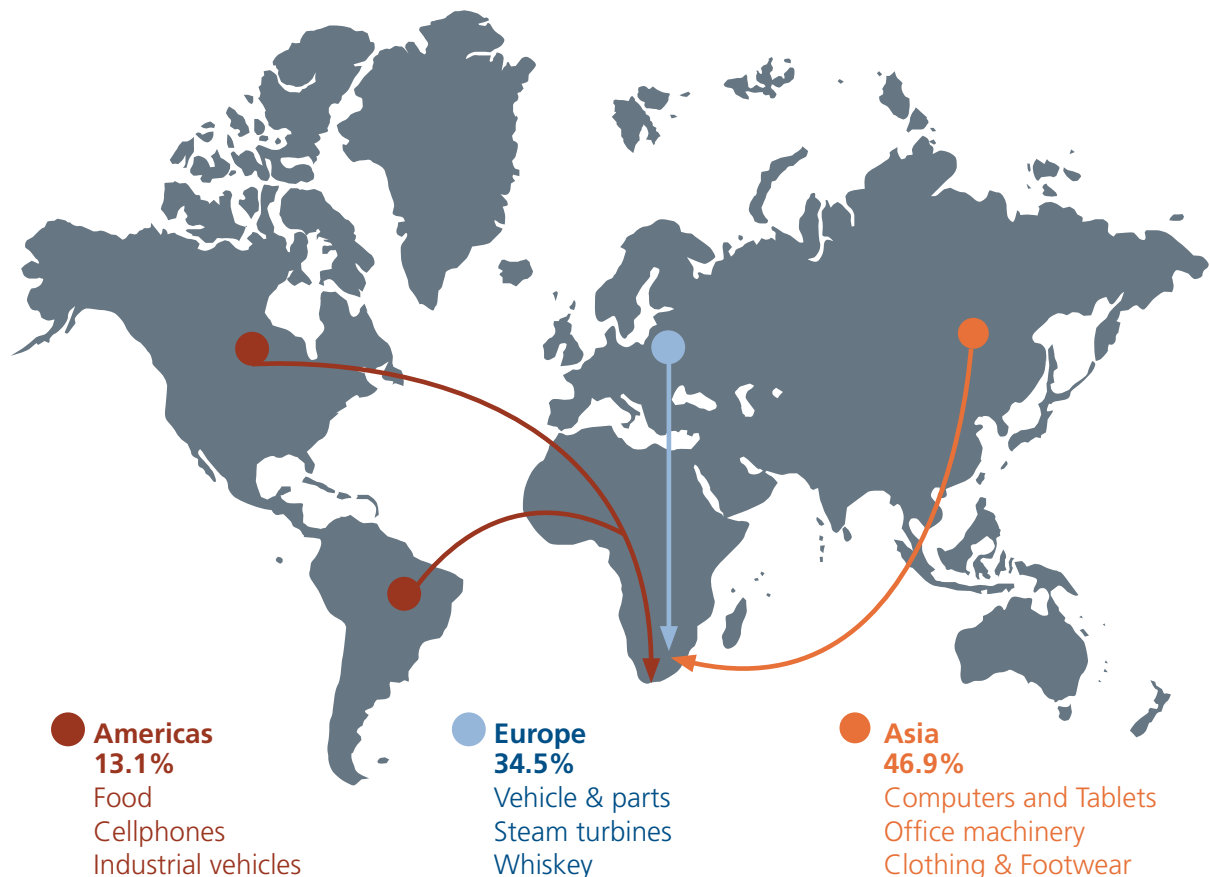 Americas
13.1%
Food
Cellphones
Industrial vehicles
Europe
34.5%
Vehicle & parts
Steam turbines
Whiskey
Asia
46.9%
Computers and Tablets
Office machinery
Clothing & Footwear